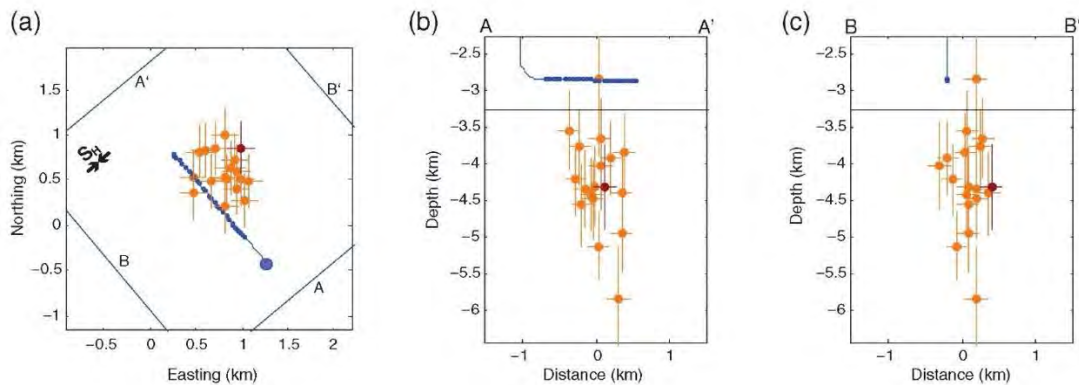 (a)
A'
B'
S_H
B
A
1.5
1
0.5
0
−0.5
−1
Northing (km)
−0.5
0
0.5
1
1.5
2
Easting (km)
(b)
A
A'
−2.5
−3
−3.5
−4
−4.5
−5
−5.5
−6
Depth (km)
−1
0
1
Distance (km)
(c)
B
B'
−2.5
−3
−3.5
−4
−4.5
−5
−5.5
−6
Depth (km)
−1
0
1
Distance (km)